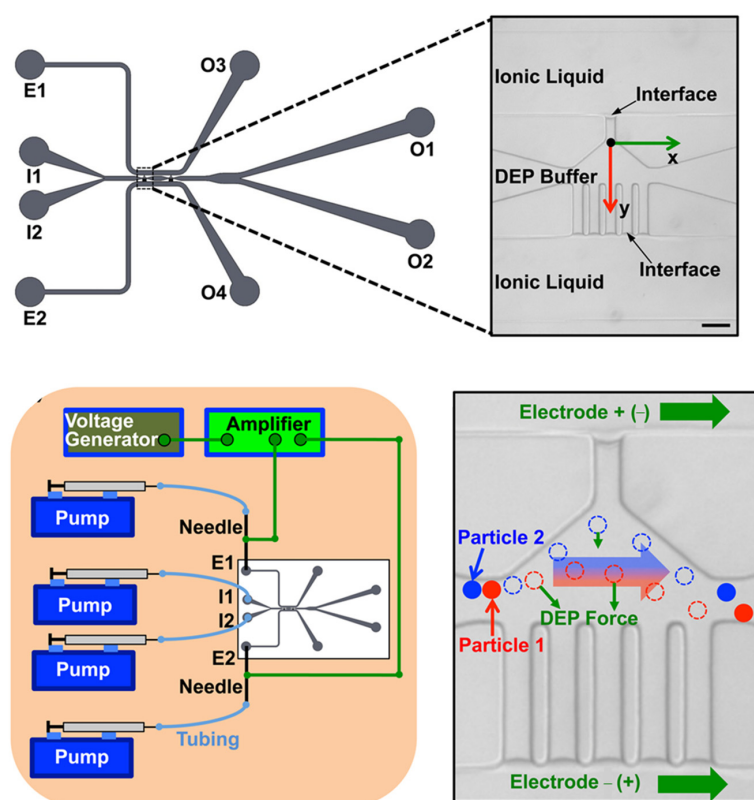 E1
O3
Ionic Liquid
Interface
I1
O1
x
DEP Buffer
I2
y
O2
Interface
E2
O4
Ionic Liquid
Voltage
Generator
Amplifier
Pump
Needle
E1
Pump
I1
I2
Pump
E2
Needle
Tubing
Pump
Electrode + (–)
Particle 2
DEP Force
Particle 1
Electrode – (+)